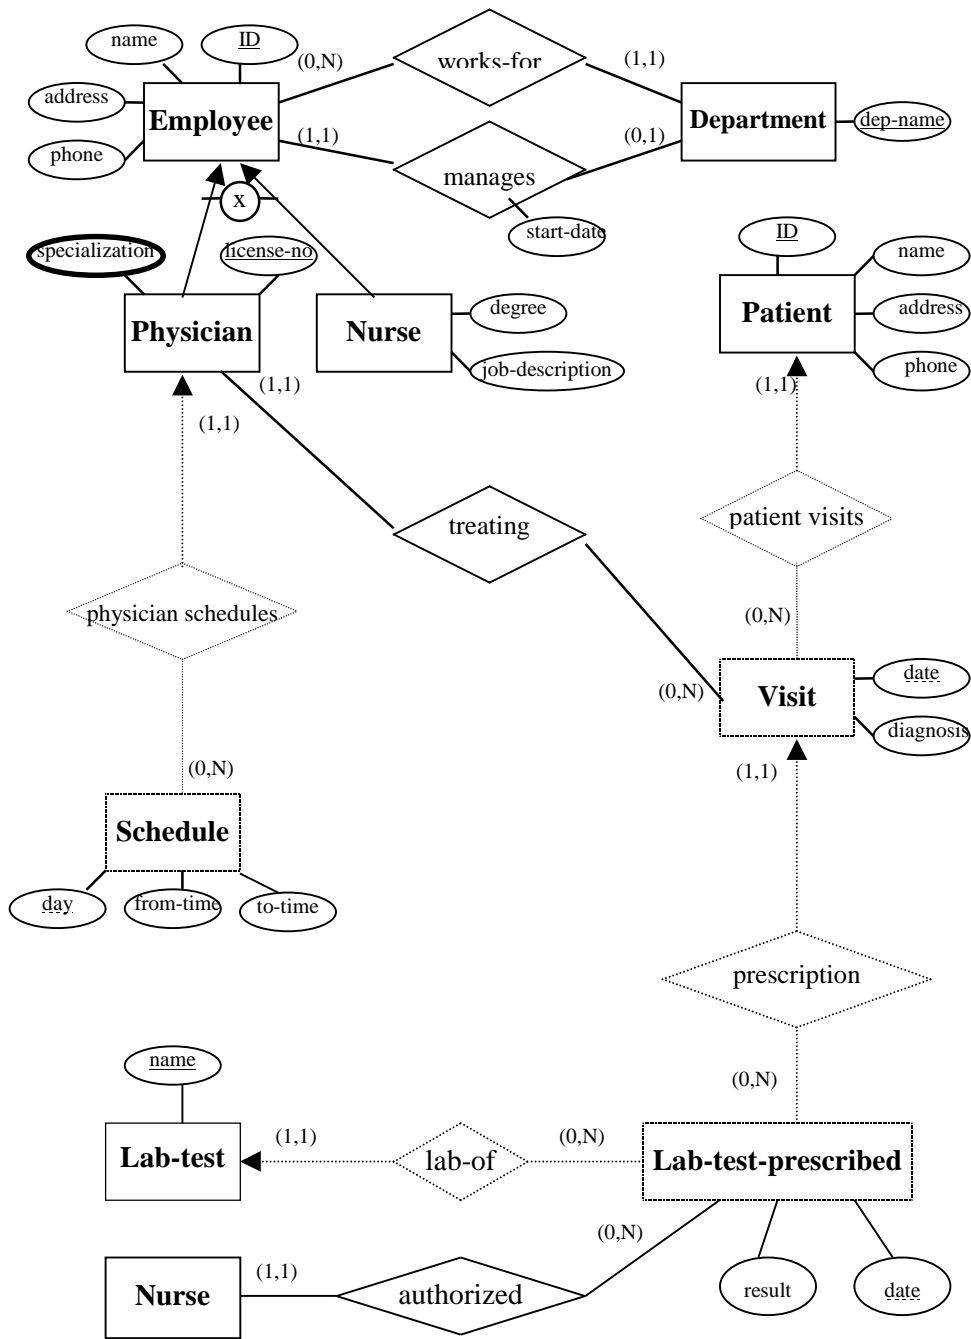 name
ID
(0,N)
works-for
(1,1)
address
Employee
Department
dep-name
phone
(1,1)
(0,1)
manages
x
start-date
specialization
license-no
ID
name
Physician
Nurse
degree
job-description
Patient
address
phone
(1,1)
(1,1)
(1,1)
treating
patient visits
physician schedules
(0,N)
(0,N)
Visit
date
diagnosis
(0,N)
(1,1)
Schedule
day
from-time
to-time
prescription
name
(0,N)
Lab-test
(1,1)
lab-of
(0,N)
Lab-test-prescribed
(0,N)
Nurse
(1,1)
authorized
result
date